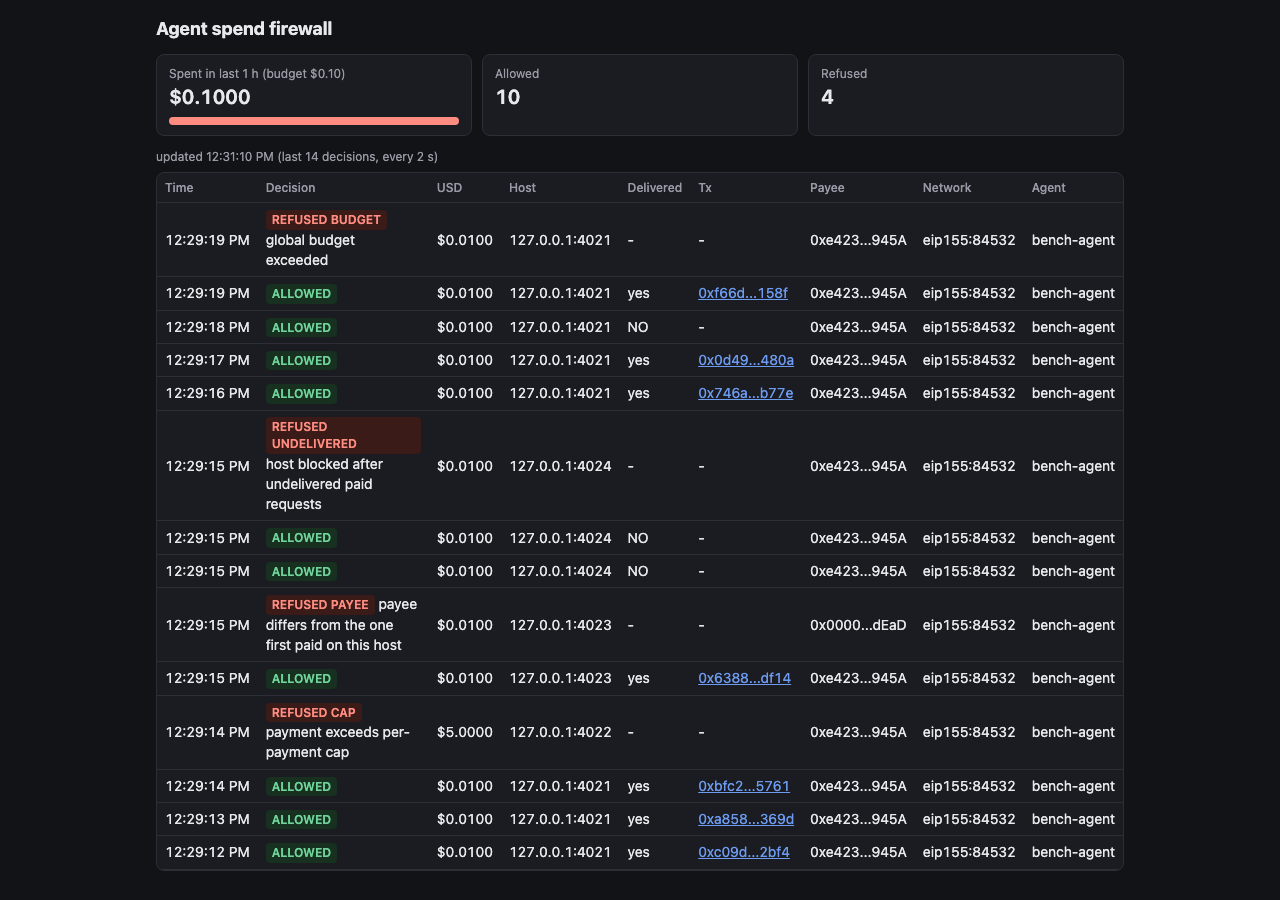 Agent spend firewall
Spent in last 1 h (budget $0.10)
$0.1000
Allowed
10
Refused
4
updated 12:31:10 PM (last 14 decisions, every 2 s)
Time Decision USD Host Delivered Tx Payee Network Agent
12:29:19 PM REFUSED BUDGET global budget exceeded $0.0100 127.0.0.1:4021 - - 0xe423...945A eip155:84532 bench-agent
12:29:19 PM ALLOWED $0.0100 127.0.0.1:4021 yes 0xf66d...158f 0xe423...945A eip155:84532 bench-agent
12:29:18 PM ALLOWED $0.0100 127.0.0.1:4021 NO - 0xe423...945A eip155:84532 bench-agent
12:29:17 PM ALLOWED $0.0100 127.0.0.1:4021 yes 0x0d49...480a 0xe423...945A eip155:84532 bench-agent
12:29:16 PM ALLOWED $0.0100 127.0.0.1:4021 yes 0x746a...b77e 0xe423...945A eip155:84532 bench-agent
12:29:15 PM REFUSED UNDELIVERED host blocked after undelivered paid requests $0.0100 127.0.0.1:4024 - - 0xe423...945A eip155:84532 bench-agent
12:29:15 PM ALLOWED $0.0100 127.0.0.1:4024 NO - 0xe423...945A eip155:84532 bench-agent
12:29:15 PM ALLOWED $0.0100 127.0.0.1:4024 NO - 0xe423...945A eip155:84532 bench-agent
12:29:15 PM REFUSED PAYEE payee differs from the one first paid on this host $0.0100 127.0.0.1:4023 - - 0x0000...dEaD eip155:84532 bench-agent
12:29:15 PM ALLOWED $0.0100 127.0.0.1:4023 yes 0x6388...df14 0xe423...945A eip155:84532 bench-agent
12:29:14 PM REFUSED CAP payment exceeds per-payment cap $5.0000 127.0.0.1:4022 - - 0xe423...945A eip155:84532 bench-agent
12:29:14 PM ALLOWED $0.0100 127.0.0.1:4021 yes 0xbfc2...5761 0xe423...945A eip155:84532 bench-agent
12:29:13 PM ALLOWED $0.0100 127.0.0.1:4021 yes 0xa858...369d 0xe423...945A eip155:84532 bench-agent
12:29:12 PM ALLOWED $0.0100 127.0.0.1:4021 yes 0xc09d...2bf4 0xe423...945A eip155:84532 bench-agent